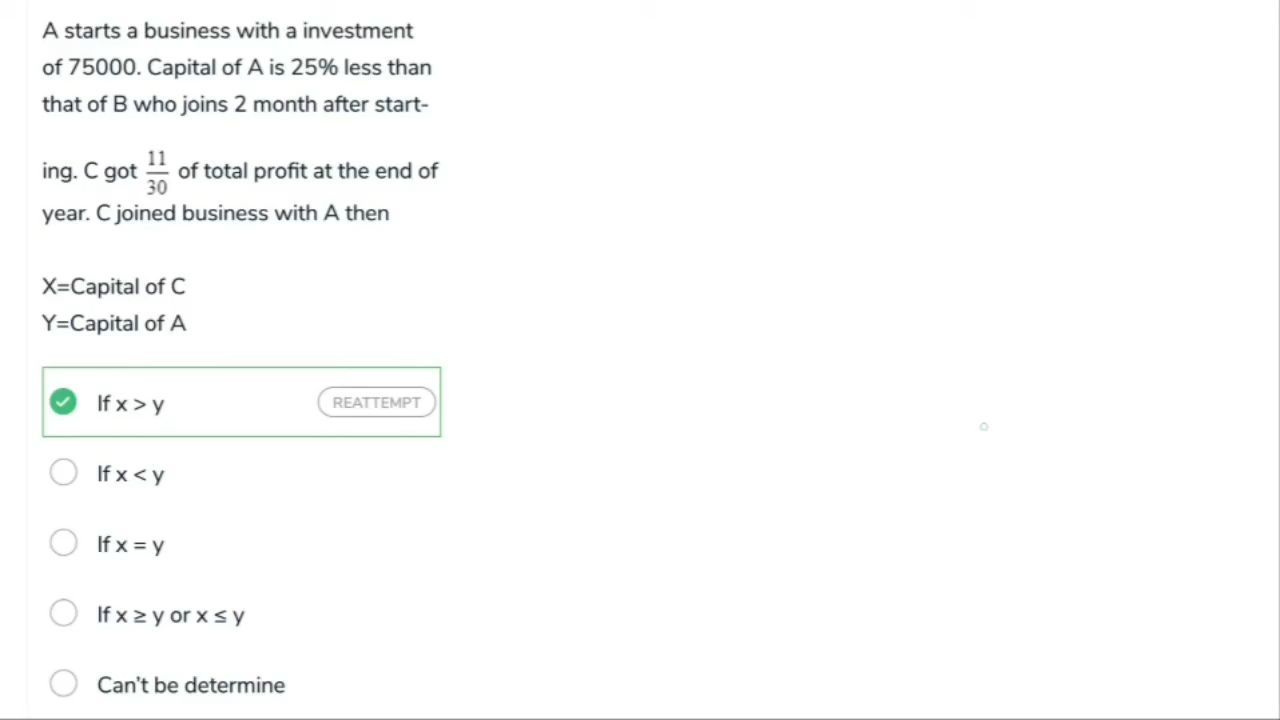 A starts a business with a investment
of 75000. Capital of A is 25% less than
that of B who joins 2 month after start-
ing. C got 11/30 of total profit at the end of
year. C joined business with A then
X=Capital of C
Y=Capital of A
If x > y REATTEMPT
If x < y
If x = y
If x ≥ y or x ≤ y
Can't be determine